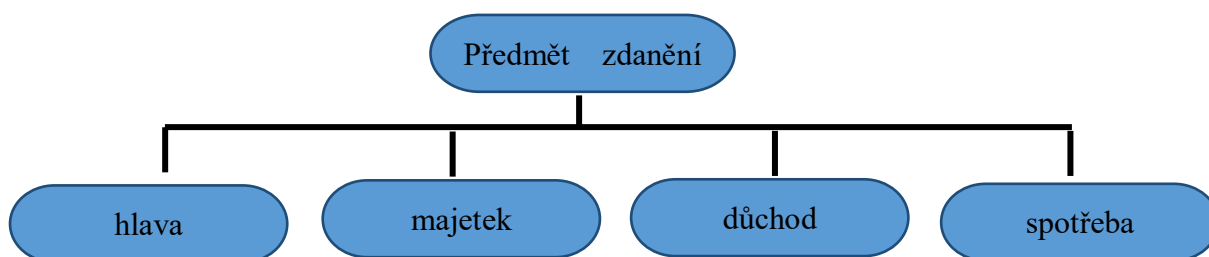 Předmět zdanění
hlava
majetek
důchod
spotřeba